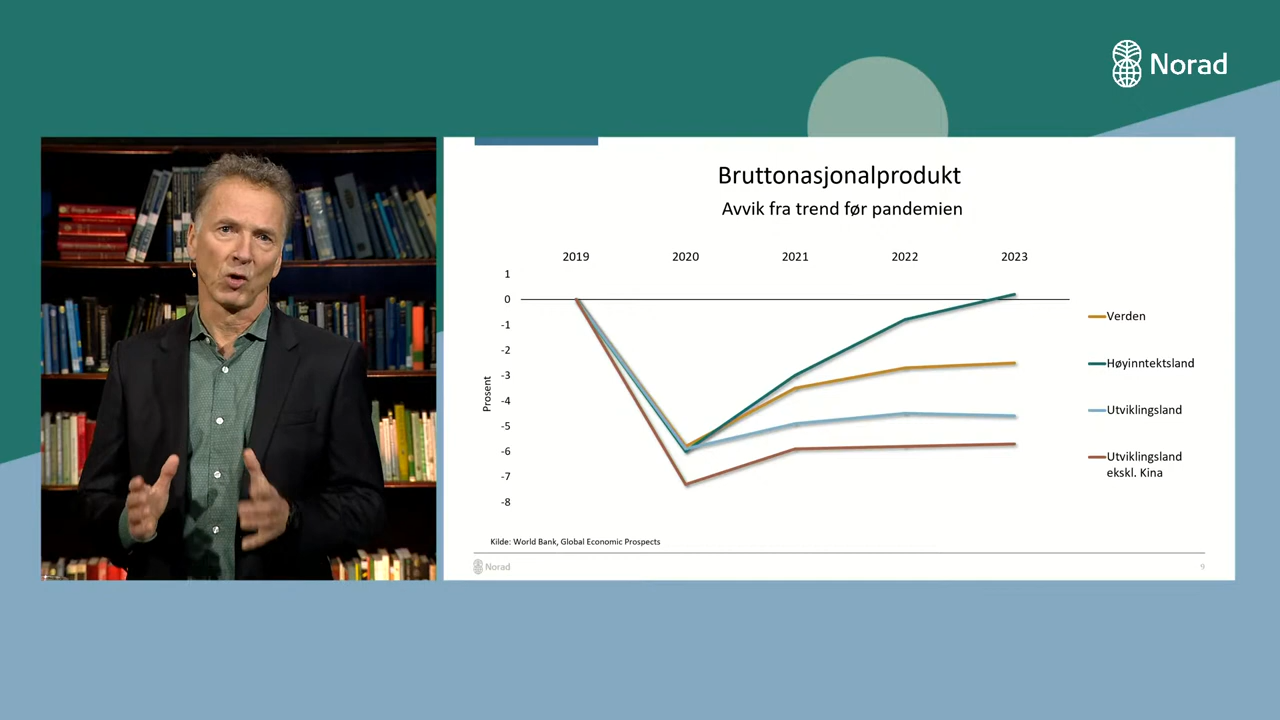 Norad
Bruttonasjonalprodukt
Avvik fra trend før pandemien
2019 2020 2021 2022 2023
1
0
-1
-2
-3
-4
-5
-6
-7
-8
Prosent
Verden
Høyinntektsland
Utviklingsland
Utviklingsland
ekskl. Kina
Kilde: World Bank, Global Economic Prospects
Norad
9